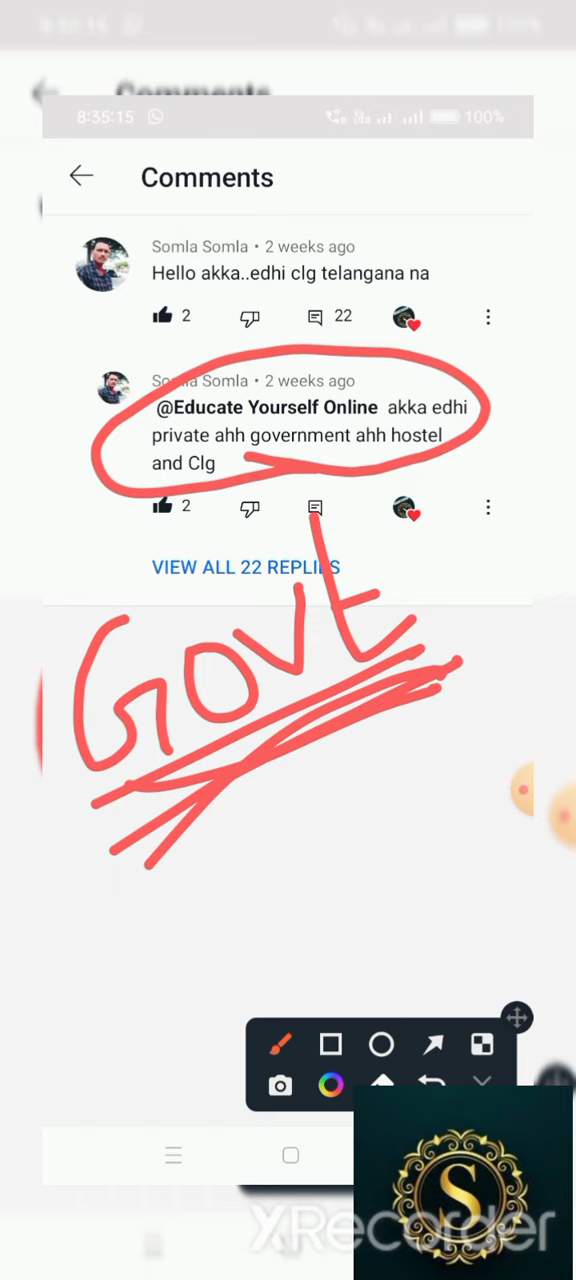 Comments
8:35:15
100%
Comments
Somla Somla • 2 weeks ago
Hello akka..edhi clg telangana na
2
22
Somla Somla • 2 weeks ago
@Educate Yourself Online akka edhi
private ahh government ahh hostel
and Clg
2
VIEW ALL 22 REPLIES
GOVt
S
XRecorder